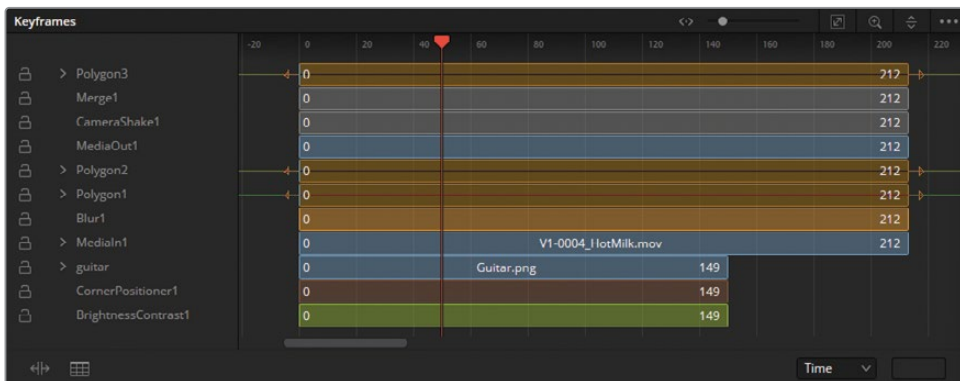 Keyframes
-20 0 20 40 60 80 100 120 140 160 180 200 220
Polygon3 0 212
Merge1 0 212
CameraShake1 0 212
MediaOut1 0 212
Polygon2 0 212
Polygon1 0 212
Blur1 0 212
MediaIn1 0 V1-0004_HotMilk.mov 212
guitar 0 Guitar.png 149
CornerPositioner1 0 149
BrightnessContrast1 0 149
Time